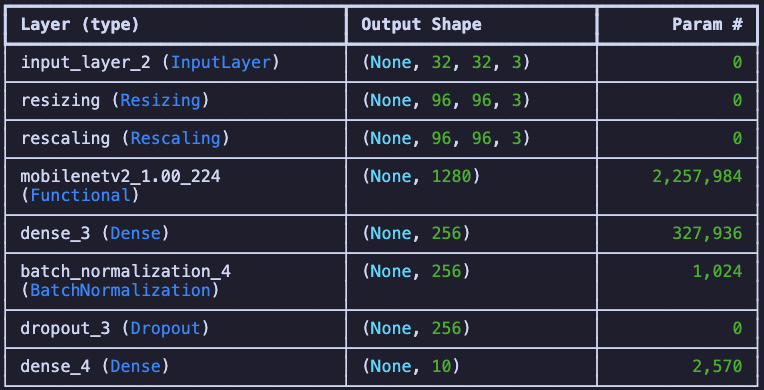 Layer (type) Output Shape Param #
input_layer_2 (InputLayer) (None, 32, 32, 3) 0
resizing (Resizing) (None, 96, 96, 3) 0
rescaling (Rescaling) (None, 96, 96, 3) 0
mobilenetv2_1.00_224 (None, 1280) 2,257,984
(Functional)
dense_3 (Dense) (None, 256) 327,936
batch_normalization_4 (None, 256) 1,024
(BatchNormalization)
dropout_3 (Dropout) (None, 256) 0
dense_4 (Dense) (None, 10) 2,570